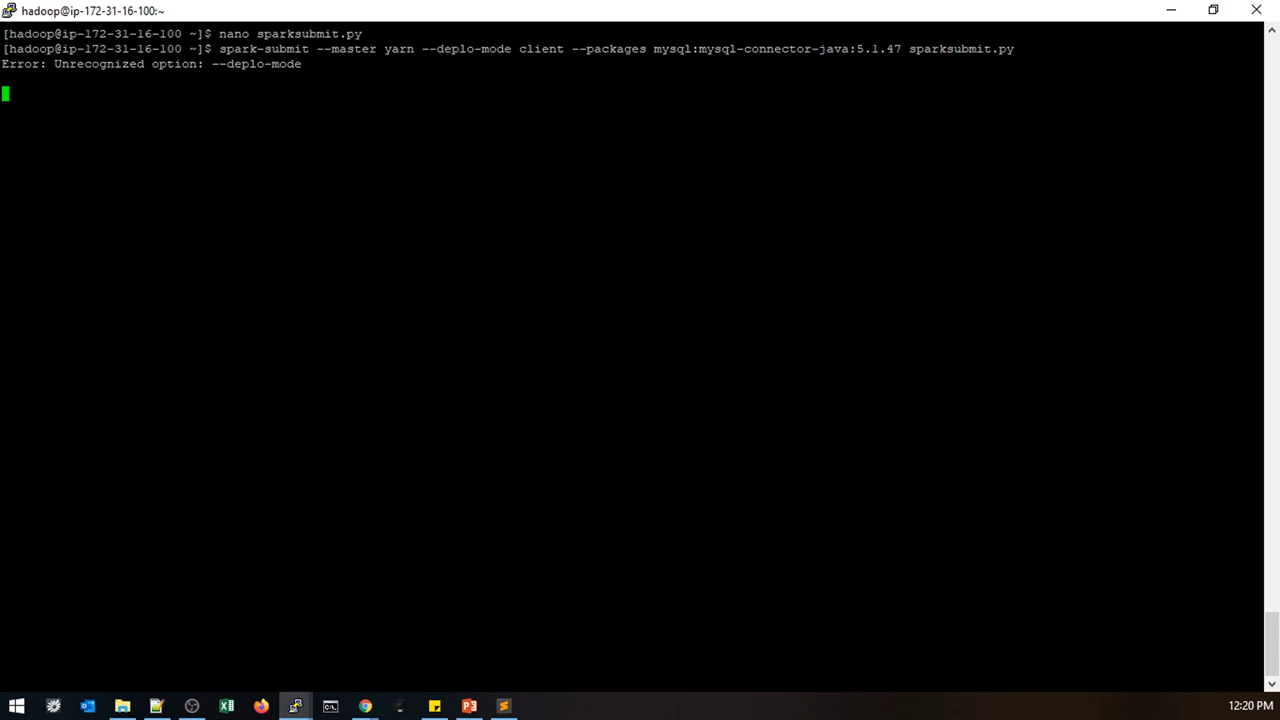 hadoop@ip-172-31-16-100:~
[hadoop@ip-172-31-16-100 ~]$ nano sparksubmit.py
[hadoop@ip-172-31-16-100 ~]$ spark-submit --master yarn --deplo-mode client --packages mysql:mysql-connector-java:5.1.47 sparksubmit.py
Error: Unrecognized option: --deplo-mode
12:20 PM